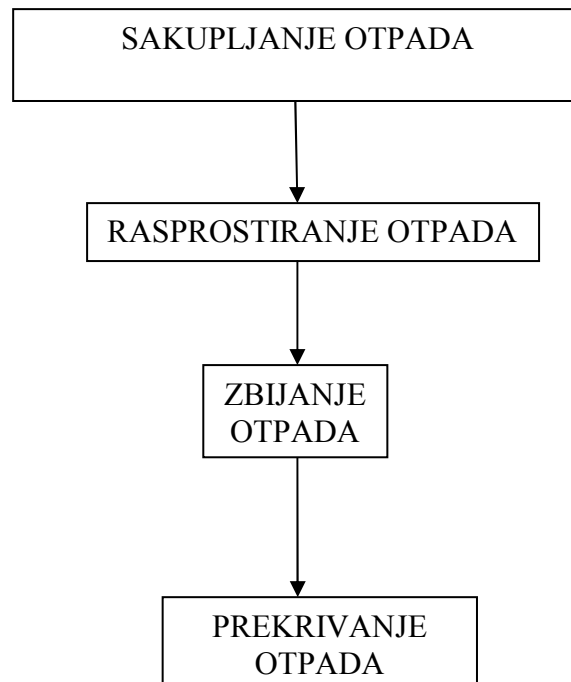 SAKUPLJANJE OTPADA
RASPROSTIRANJE OTPADA
ZBIJANJE
OTPADA
PREKRIVANJE
OTPADA